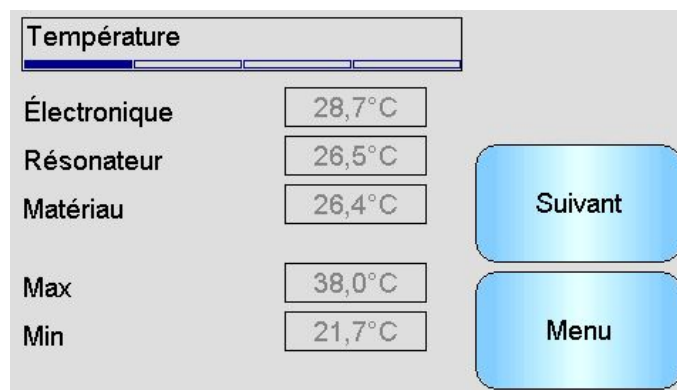 Température
Électronique 28,7°C
Résonateur 26,5°C
Matériau 26,4°C
Suivant
Max 38,0°C
Min 21,7°C
Menu